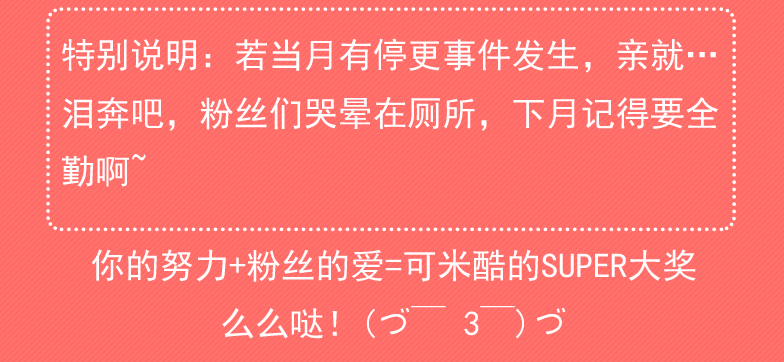 特别说明：若当月有停更事件发生，亲就…
泪奔吧，粉丝们哭晕在厕所，下月记得要全
勤啊~
你的努力+粉丝的爱=可米酷的SUPER大奖
么么哒！(づ￣ 3￣)づ